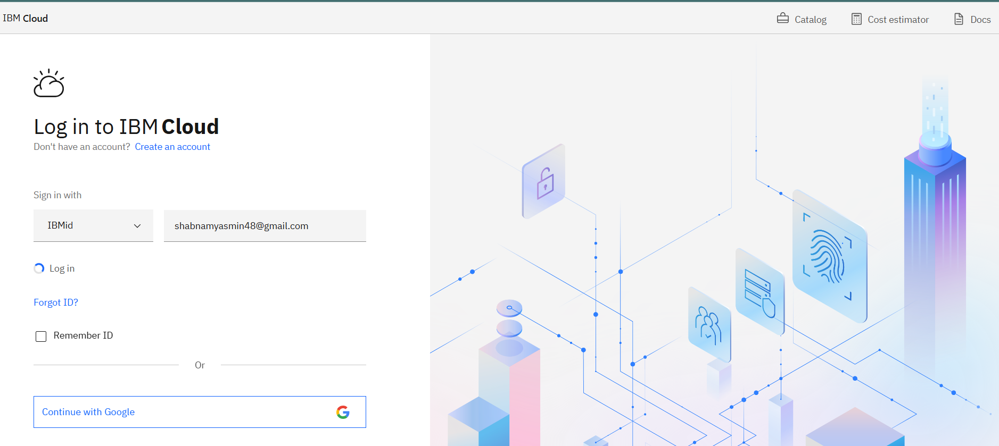 IBM Cloud
Catalog
Cost estimator
Docs
Log in to IBM Cloud
Don't have an account? Create an account
Sign in with
IBMid
shabnamyasmin48@gmail.com
Log in
Forgot ID?
Remember ID
Or
Continue with Google